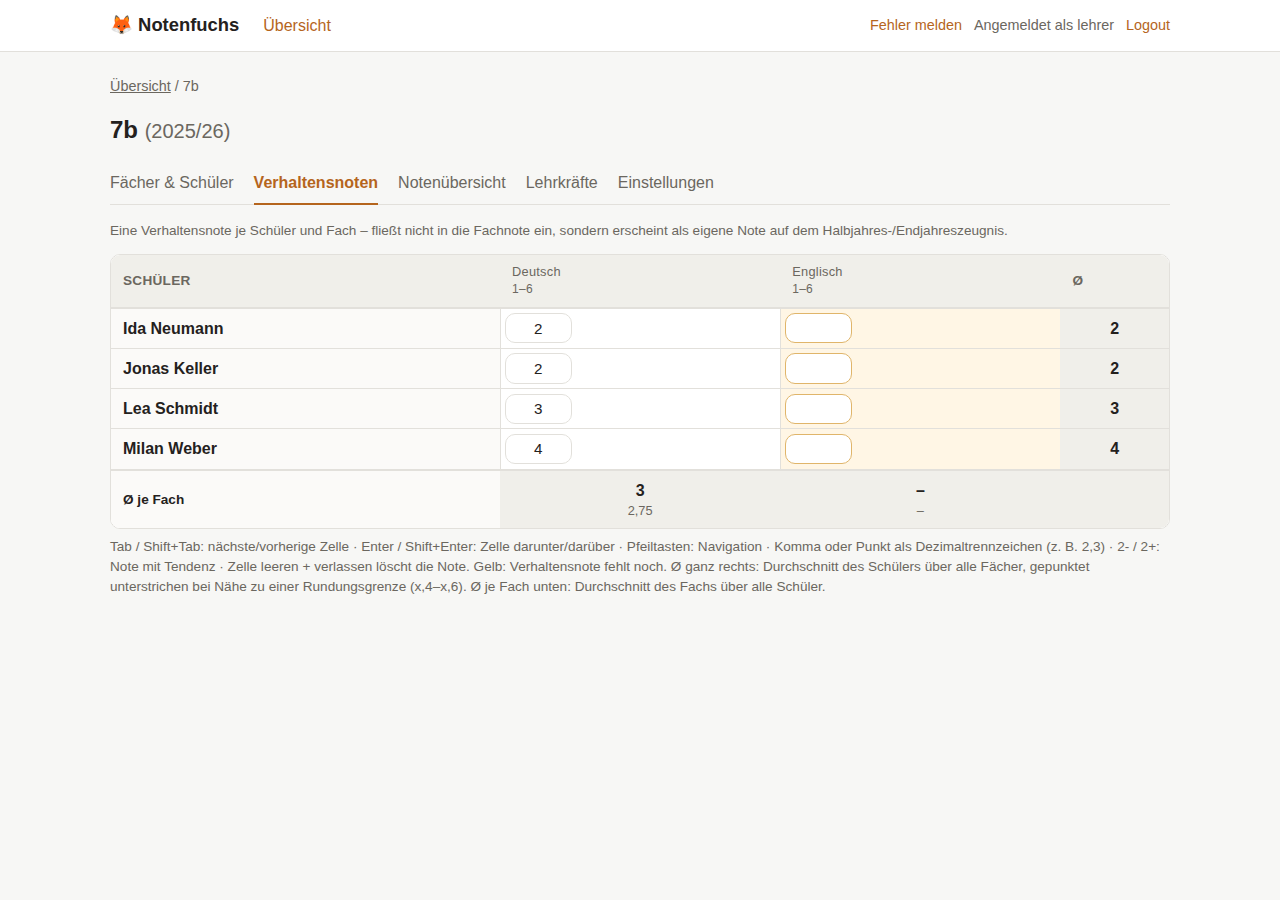 🦊 Notenfuchs Übersicht Fehler melden Angemeldet als lehrer Logout
Übersicht / 7b
7b (2025/26)
Fächer & Schüler Verhaltensnoten Notenübersicht Lehrkräfte Einstellungen
Eine Verhaltensnote je Schüler und Fach – fließt nicht in die Fachnote ein, sondern erscheint als eigene Note auf dem Halbjahres-/Endjahreszeugnis.
SCHÜLER Deutsch Englisch Ø
1–6 1–6
Ida Neumann 2 2
Jonas Keller 2 2
Lea Schmidt 3 3
Milan Weber 4 4
Ø je Fach 3 –
2,75 –
Tab / Shift+Tab: nächste/vorherige Zelle · Enter / Shift+Enter: Zelle darunter/darüber · Pfeiltasten: Navigation · Komma oder Punkt als Dezimaltrennzeichen (z. B. 2,3) · 2- / 2+:
Note mit Tendenz · Zelle leeren + verlassen löscht die Note. Gelb: Verhaltensnote fehlt noch. Ø ganz rechts: Durchschnitt des Schülers über alle Fächer, gepunktet
unterstrichen bei Nähe zu einer Rundungsgrenze (x,4–x,6). Ø je Fach unten: Durchschnitt des Fachs über alle Schüler.